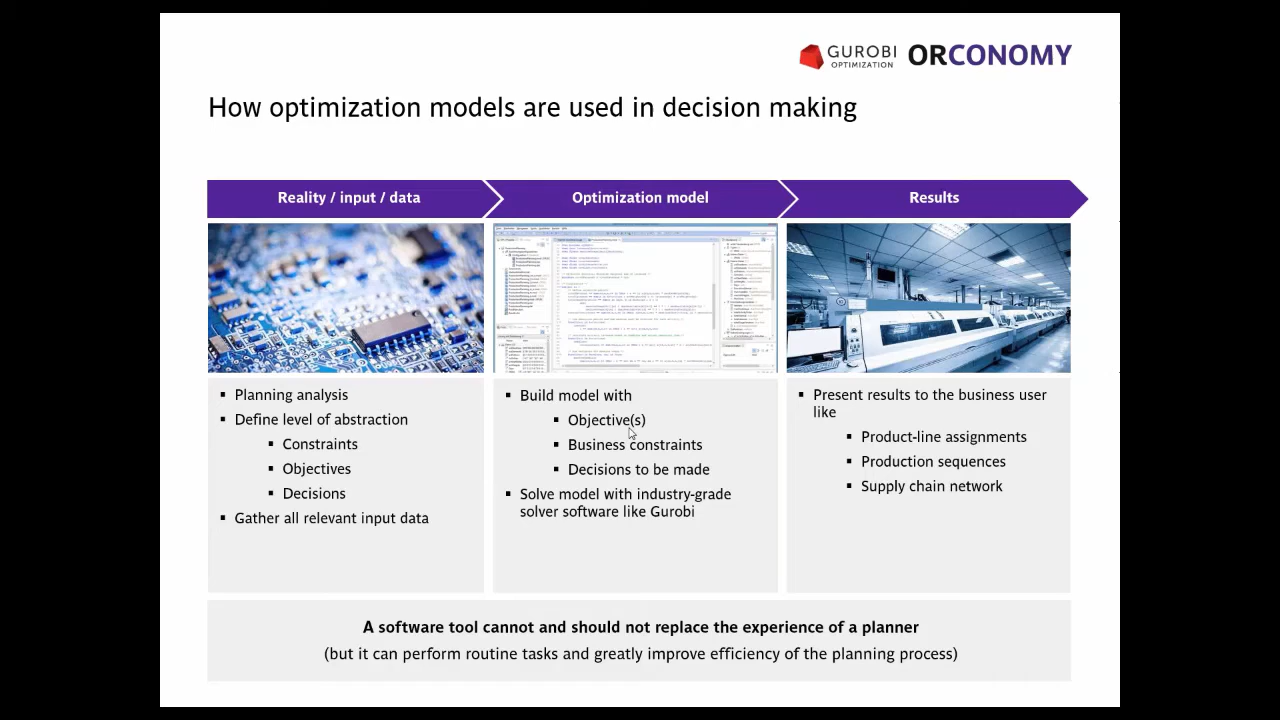 GUROBI
OPTIMIZATION
ORCONOMY
How optimization models are used in decision making
Reality / input / data
Optimization model
Results
▪ Planning analysis
▪ Define level of abstraction
▪ Constraints
▪ Objectives
▪ Decisions
▪ Gather all relevant input data
▪ Build model with
▪ Objective(s)
▪ Business constraints
▪ Decisions to be made
▪ Solve model with industry-grade
solver software like Gurobi
▪ Present results to the business user
like
▪ Product-line assignments
▪ Production sequences
▪ Supply chain network
A software tool cannot and should not replace the experience of a planner
(but it can perform routine tasks and greatly improve efficiency of the planning process)